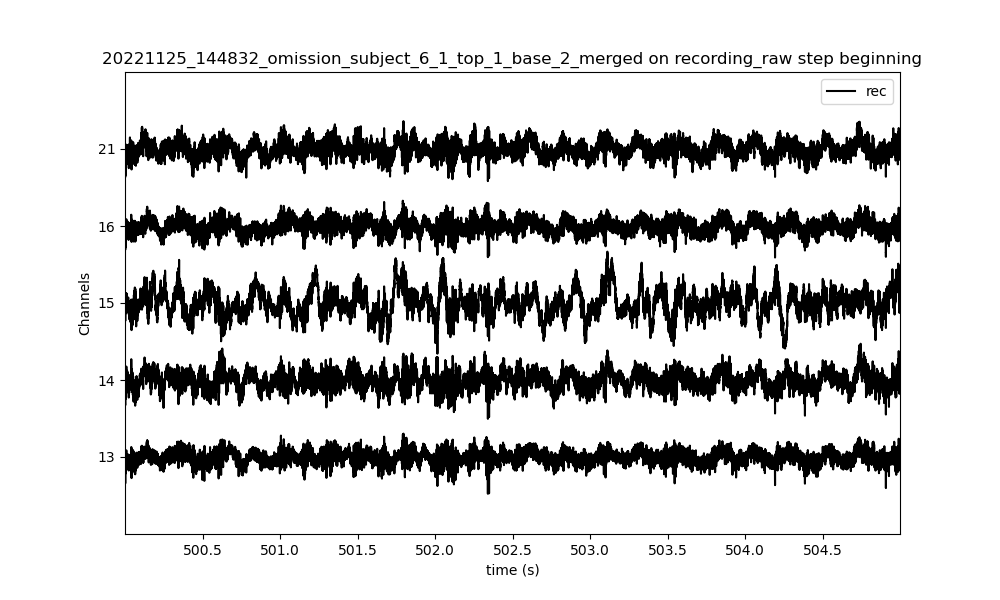 20221125_144832_omission_subject_6_1_top_1_base_2_merged on recording_raw step beginning
rec
Channels
21
16
15
14
13
500.5 501.0 501.5 502.0 502.5 503.0 503.5 504.0 504.5
time (s)